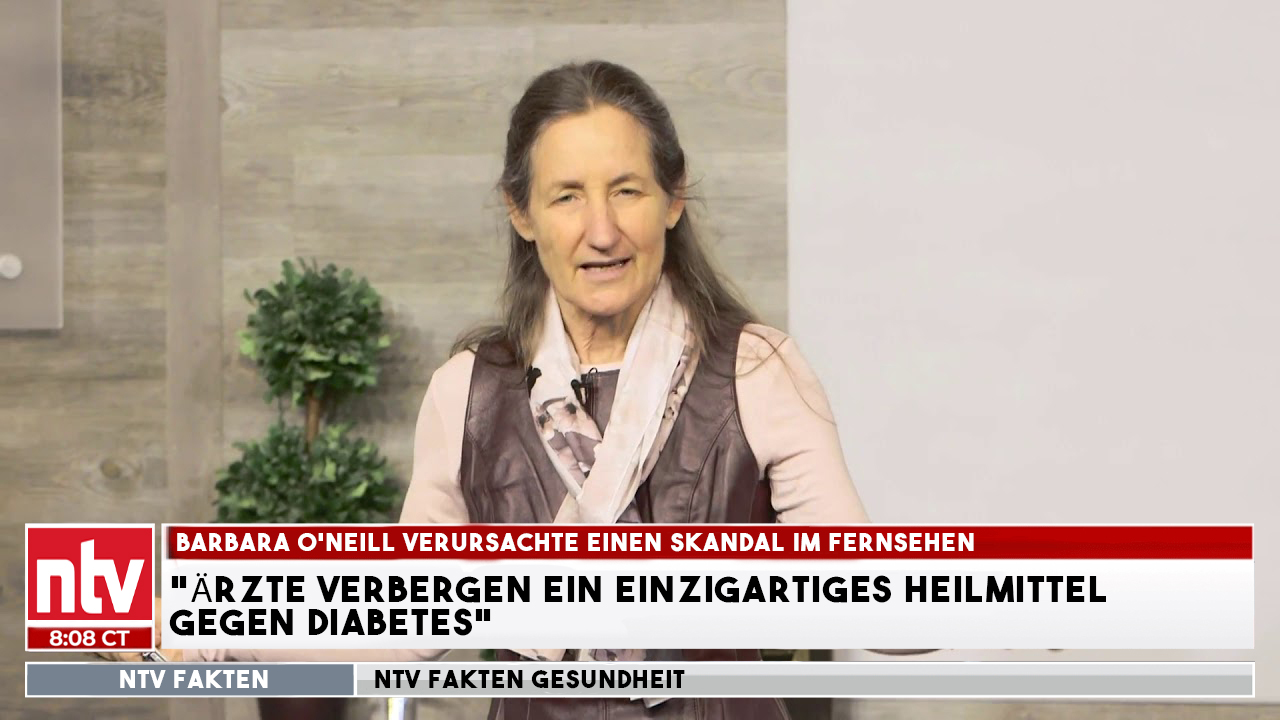 BARBARA O'NEILL VERURSACHTE EINEN SKANDAL IM FERNSEHEN
"ÄRZTE VERBERGEN EIN EINZIGARTIGES HEILMITTEL
GEGEN DIABETES"
ntv
8:08 CT
NTV FAKTEN
NTV FAKTEN GESUNDHEIT